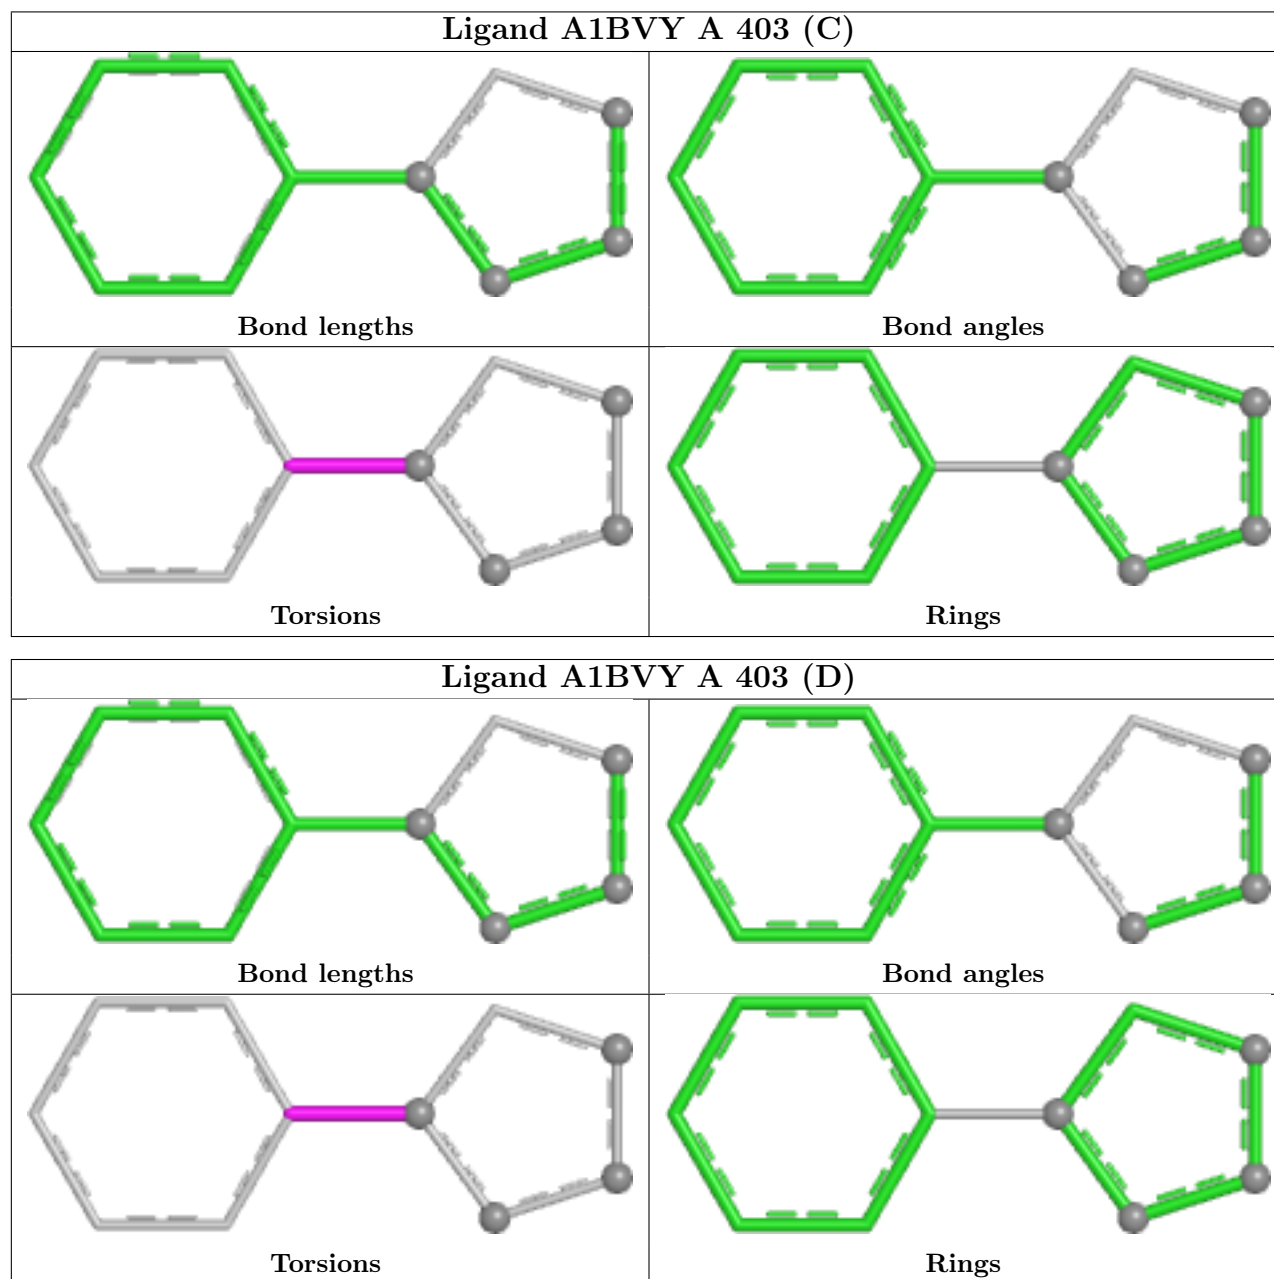 Ligand A1BVY A 403 (C)
Bond lengths
Bond angles
Torsions
Rings
Ligand A1BVY A 403 (D)
Bond lengths
Bond angles
Torsions
Rings